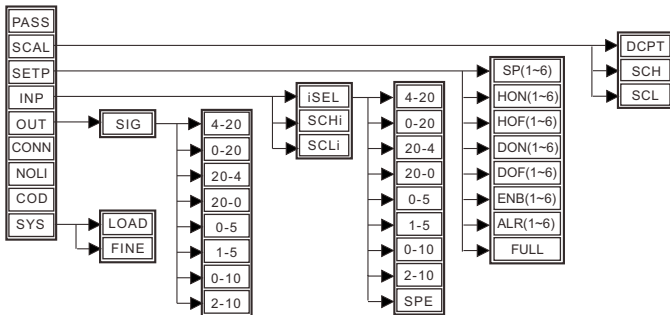 PASS
SCAL
SETP
INP
OUT
CONN
NOLI
COD
SYS
SIG
LOAD
FINE
4-20
0-20
20-4
20-0
0-5
1-5
0-10
2-10
iSEL
SCHi
SCLi
4-20
0-20
20-4
20-0
0-5
1-5
0-10
2-10
SPE
SP(1~6)
HON(1~6)
HOF(1~6)
DON(1~6)
DOF(1~6)
ENB(1~6)
ALR(1~6)
FULL
DCPT
SCH
SCL